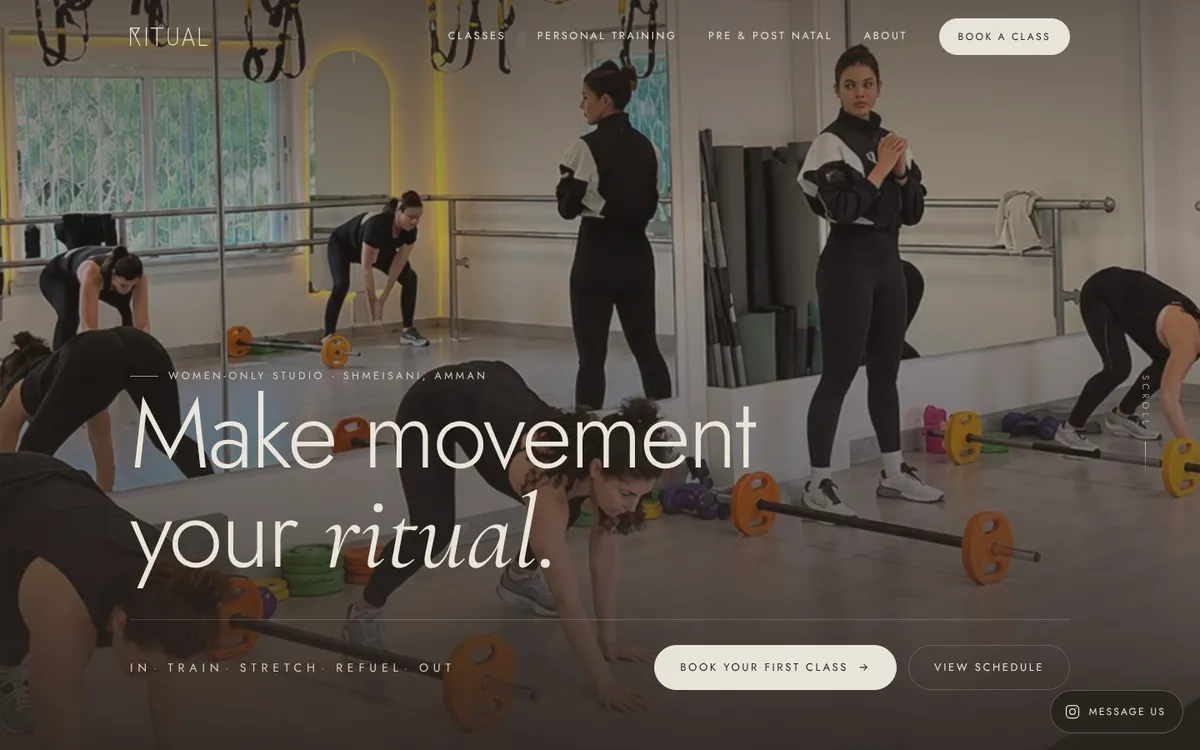 RITUAL
CLASSES
PERSONAL TRAINING
PRE & POST NATAL
ABOUT
BOOK A CLASS
WOMEN-ONLY STUDIO · SHMEISANI, AMMAN
Make movement
your ritual.
SCROLL
IN · TRAIN · STRETCH · REFUEL · OUT
BOOK YOUR FIRST CLASS →
VIEW SCHEDULE
MESSAGE US